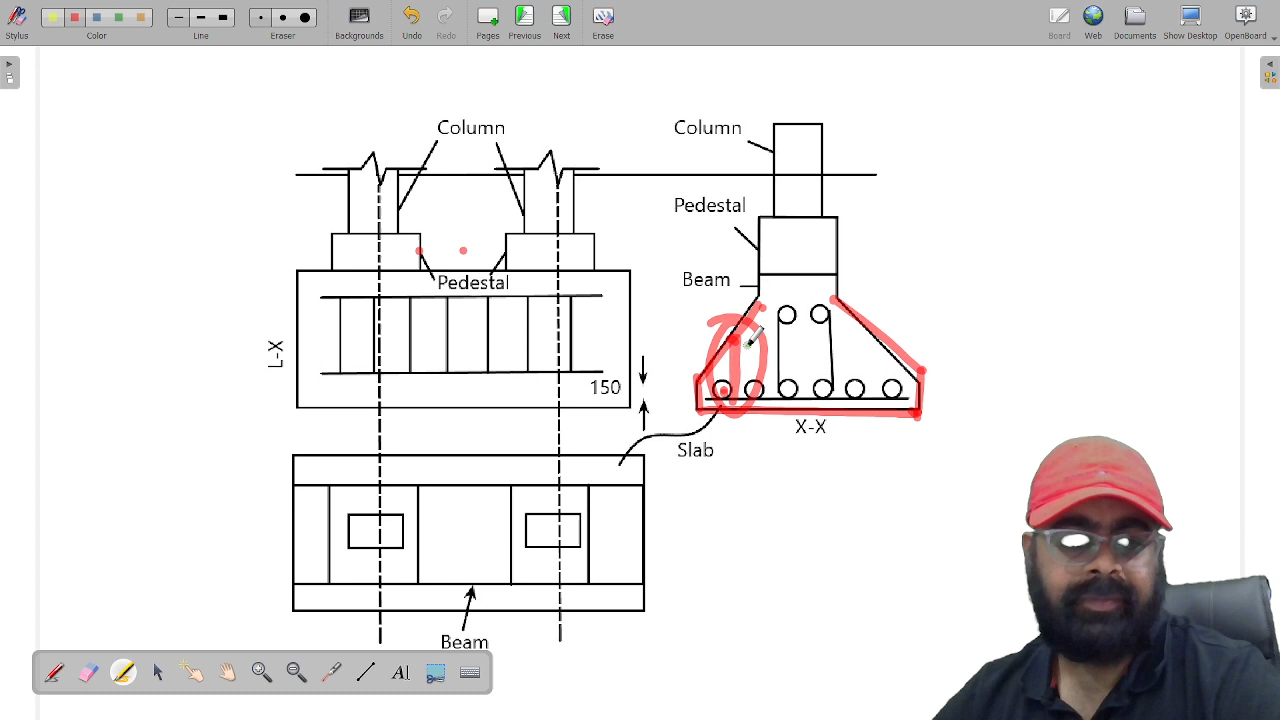 Stylus
Color
Line
Eraser
Backgrounds
Undo
Redo
Pages
Previous
Next
Erase
Board
Web
Documents
Show Desktop
OpenBoard
Column
Column
Pedestal
Pedestal
Beam
L-X
150
X-X
Slab
Beam
AI